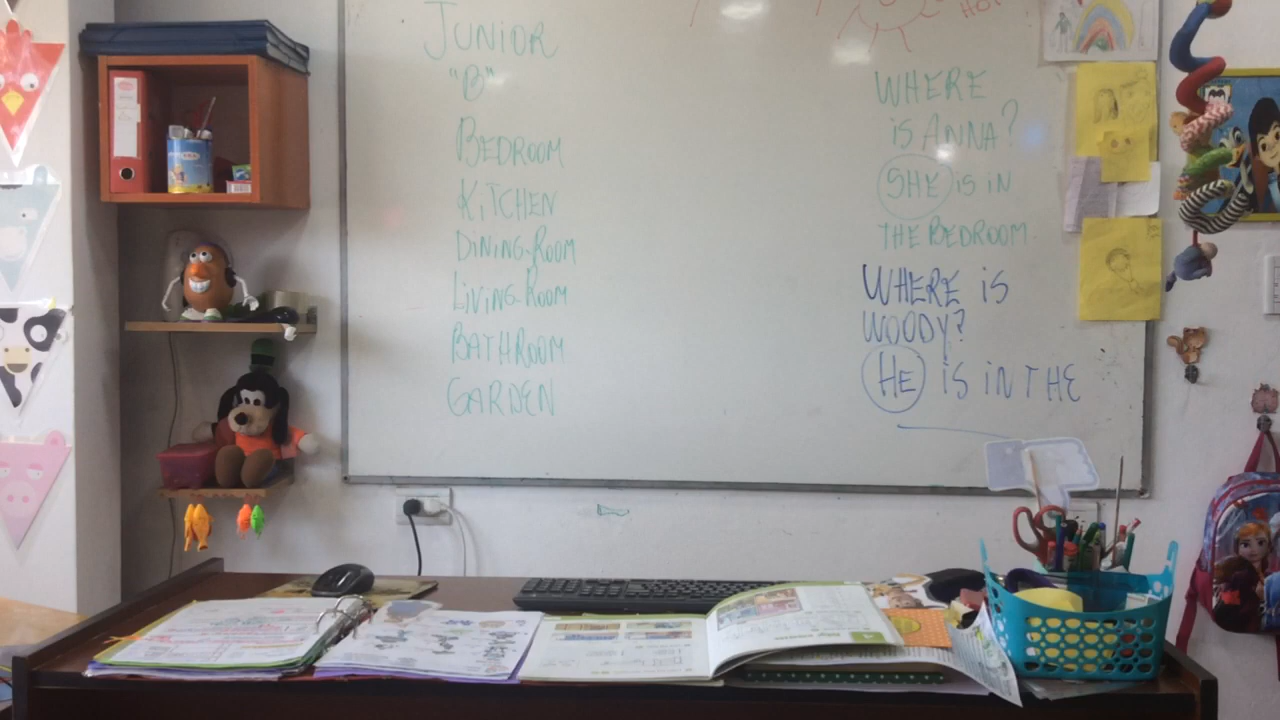 HOT
JUNIOR
"B"
BEDROOM
KITCHEN
DINING-ROOM
LIVING-ROOM
BATHROOM
GARDEN
WHERE
IS ANNA?
SHE IS IN
THE BEDROOM.
WHERE IS
WOODY?
HE IS IN THE